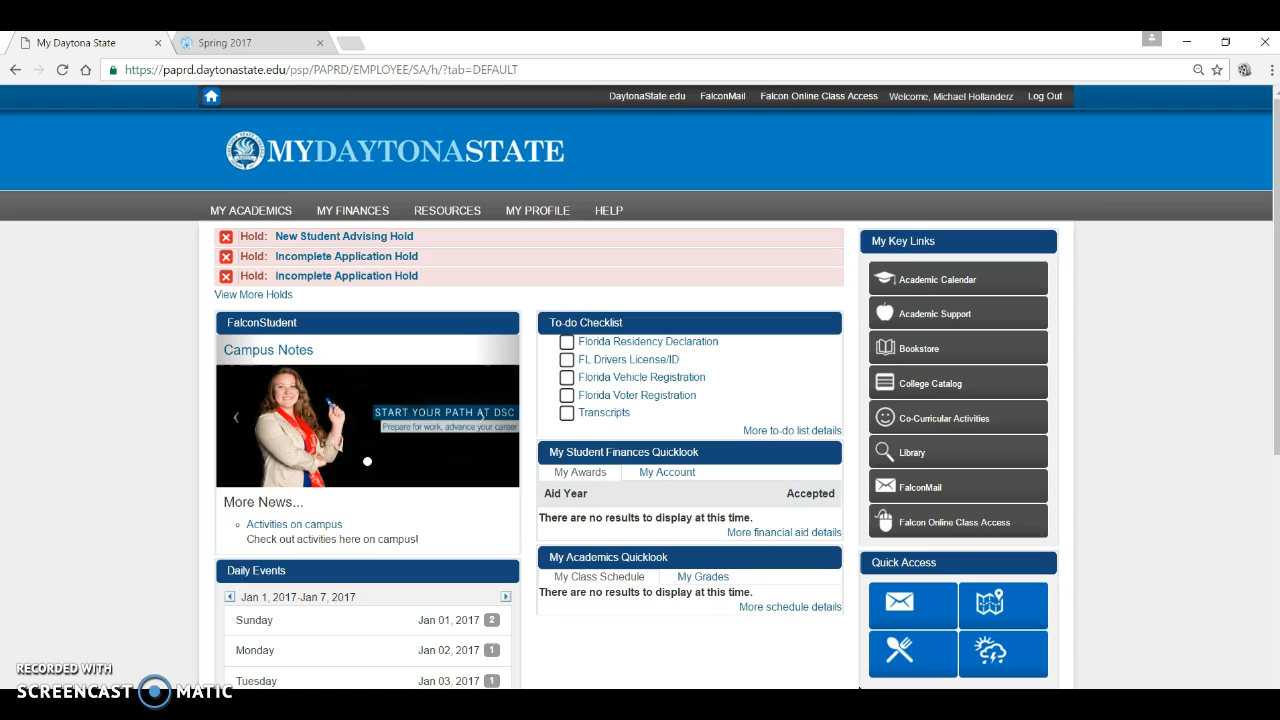 My Daytona State
Spring 2017
https://paprd.daytonastate.edu/psp/PAPRD/EMPLOYEE/SA/h/?tab=DEFAULT
DaytonaState.edu FalconMail Falcon Online Class Access Welcome, Michael Hollanderz Log Out
MYDAYTONASTATE
MY ACADEMICS MY FINANCES RESOURCES MY PROFILE HELP
Hold: New Student Advising Hold
Hold: Incomplete Application Hold
Hold: Incomplete Application Hold
View More Holds
FalconStudent
Campus Notes
START YOUR PATH AT DSC
Prepare for work, advance your career
More News...
Activities on campus
Check out activities here on campus!
Daily Events
Jan 1, 2017-Jan 7, 2017
Sunday Jan 01, 2017 2
Monday Jan 02, 2017 1
Tuesday Jan 03, 2017 1
To-do Checklist
Florida Residency Declaration
FL Drivers License/ID
Florida Vehicle Registration
Florida Voter Registration
Transcripts
More to-do list details
My Student Finances Quicklook
My Awards My Account
Aid Year Accepted
There are no results to display at this time.
More financial aid details
My Academics Quicklook
My Class Schedule My Grades
There are no results to display at this time.
More schedule details
My Key Links
Academic Calendar
Academic Support
Bookstore
College Catalog
Co-Curricular Activities
Library
FalconMail
Falcon Online Class Access
Quick Access
RECORDED WITH
SCREENCAST MATIC